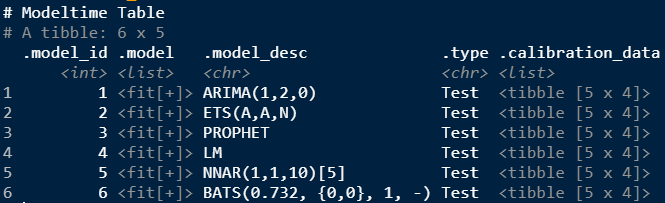 # Modeltime Table
# A tibble: 6 x 5
.model_id .model .model_desc .type .calibration_data
<int> <list> <chr> <chr> <list>
1 1 <fit[+]> ARIMA(1,2,0) Test <tibble [5 x 4]>
2 2 <fit[+]> ETS(A,A,N) Test <tibble [5 x 4]>
3 3 <fit[+]> PROPHET Test <tibble [5 x 4]>
4 4 <fit[+]> LM Test <tibble [5 x 4]>
5 5 <fit[+]> NNAR(1,1,10)[5] Test <tibble [5 x 4]>
6 6 <fit[+]> BATS(0.732, {0,0}, 1, -) Test <tibble [5 x 4]>